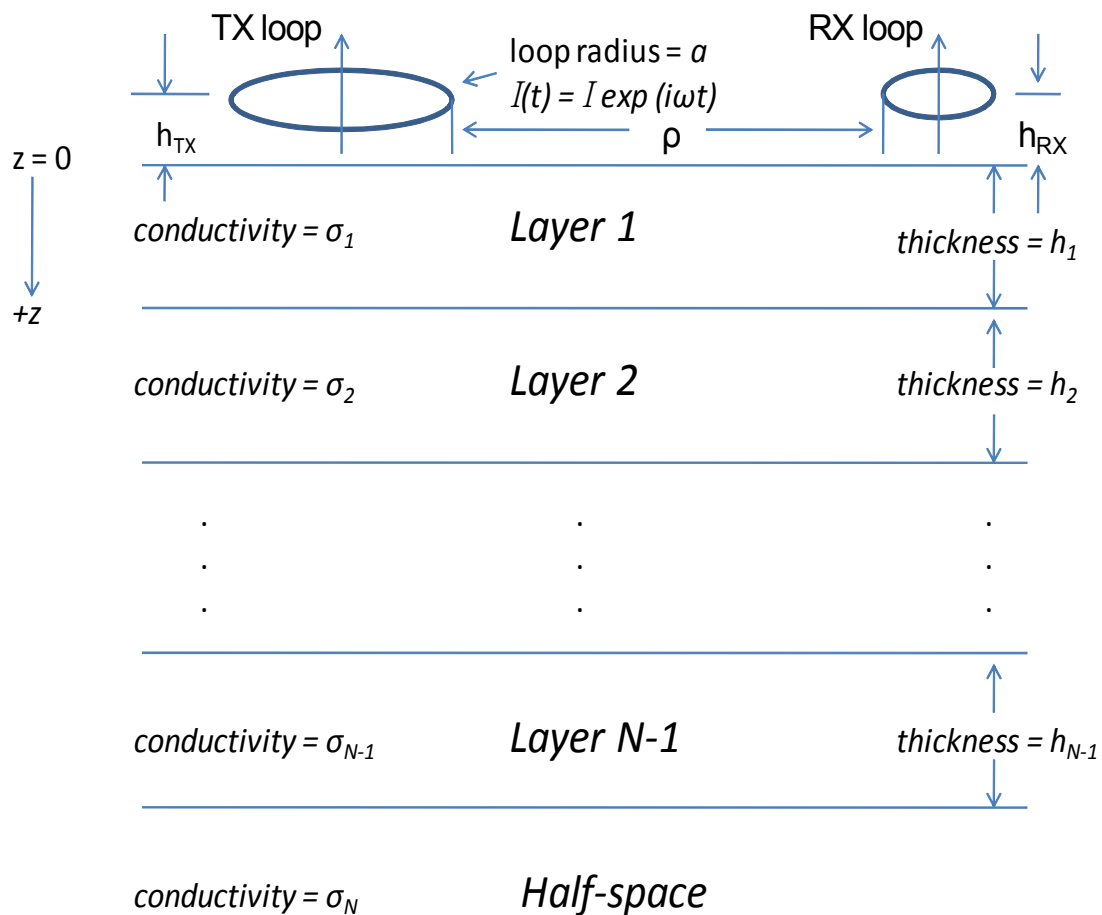 TX loop
RX loop
loop radius = a
I(t) = I exp (iωt)
h_TX
ρ
h_RX
z = 0
conductivity = σ_1
Layer 1
thickness = h_1
+z
conductivity = σ_2
Layer 2
thickness = h_2
. . .
. . .
. . .
conductivity = σ_N-1
Layer N-1
thickness = h_N-1
conductivity = σ_N
Half-space